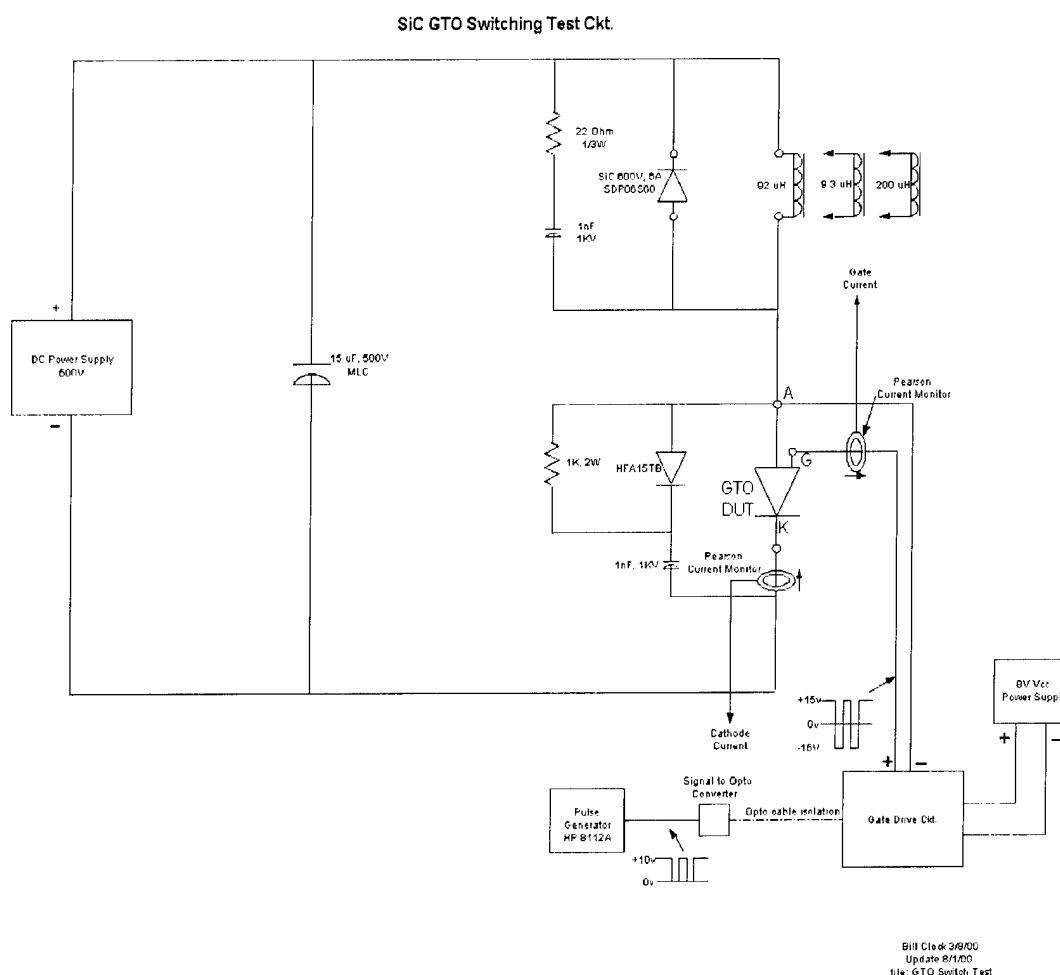 SiC GTO Switching Test Ckt.
22 Ohm
1/3W
SiC 600V, 6A
SDP06S60
92 uH
9.3 uH
200 uH
1nF
1KV
Gate
Current
+
DC Power Supply
600V
−
15 uF, 500V
MLC
A
Pearson
Current Monitor
1K, 2W
HFA15TB
G
GTO
DUT
K
1nF, 1KV
Pearson
Current Monitor
+15v
0v
-15V
8V Vcc
Power Supply
+
−
Cathode
Current
+
−
Signal to Opto
Converter
Pulse
Generator
HP 8112A
Opto cable isolation
Gate Drive Ckt.
+10v
0v
Bill Clock
Update 8/1/00
file: GTO Switch Test